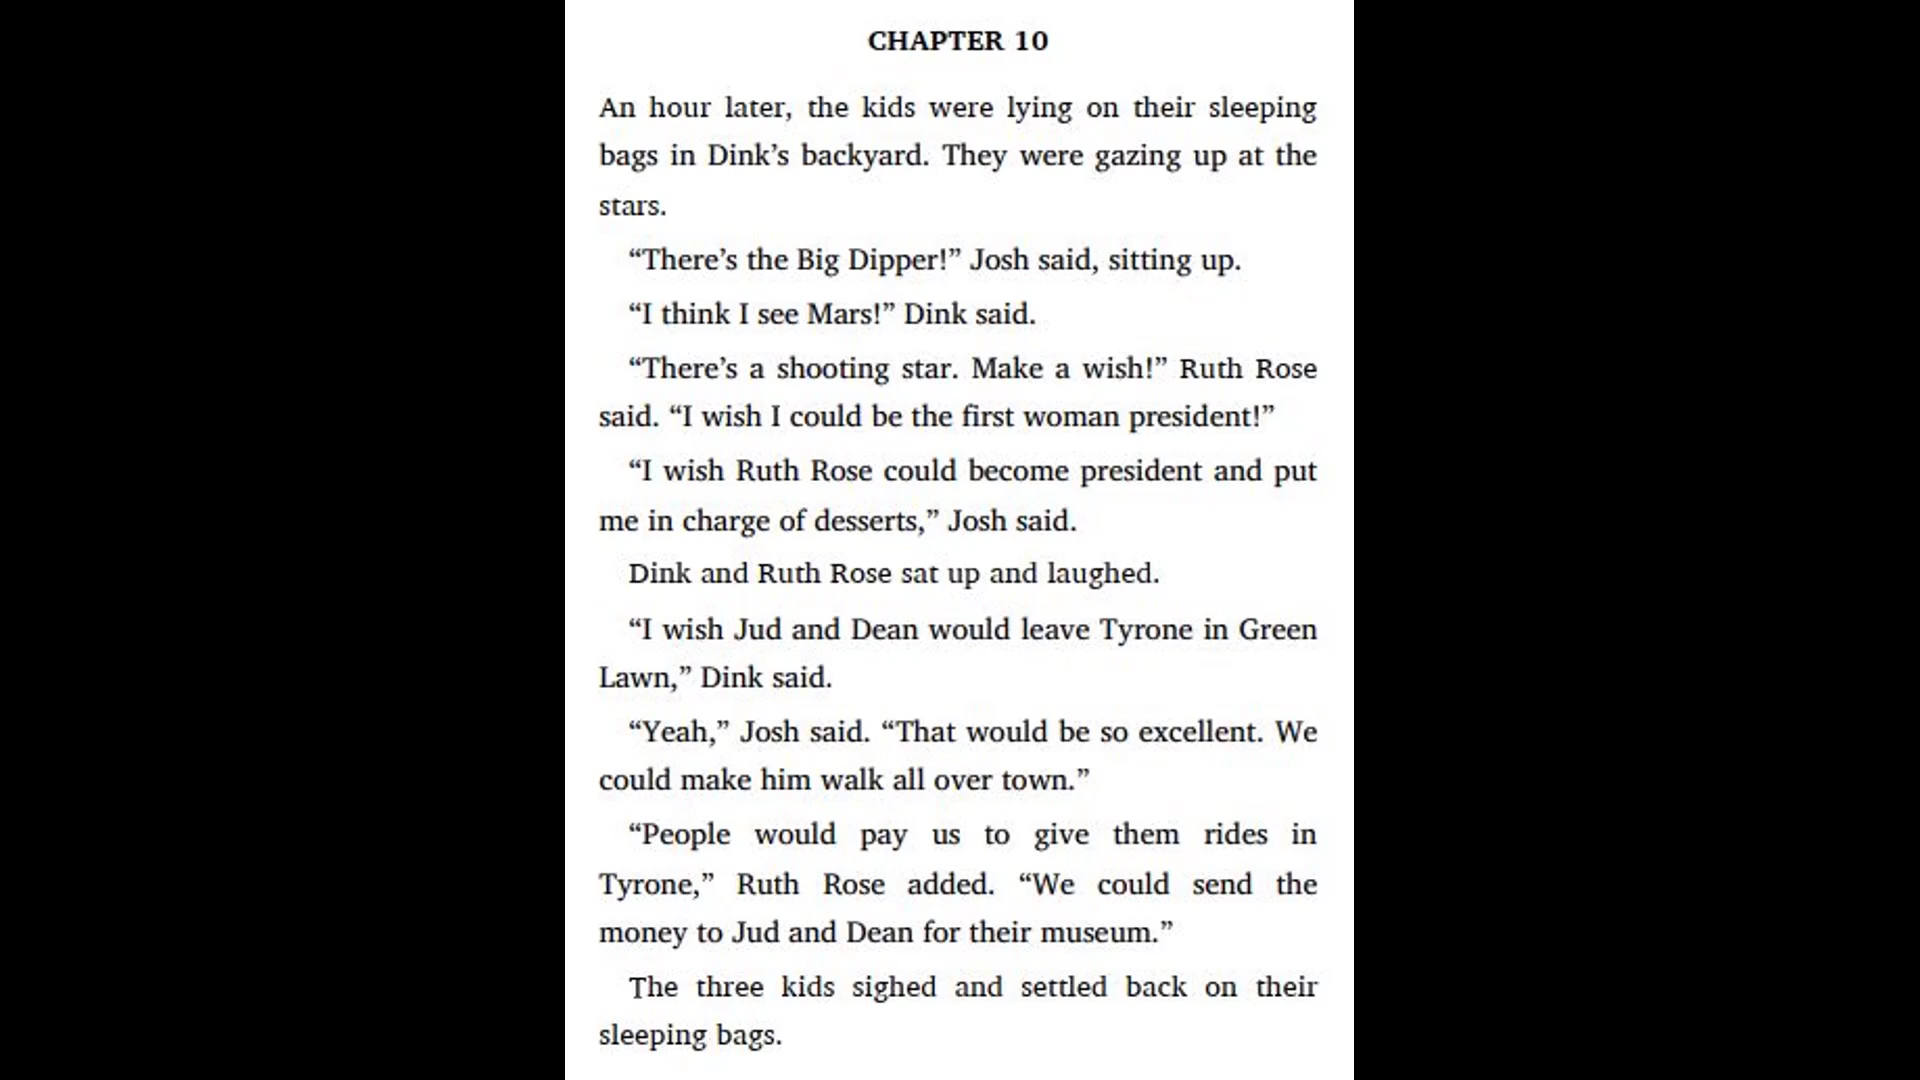 CHAPTER 10
An hour later, the kids were lying on their sleeping
bags in Dink’s backyard. They were gazing up at the
stars.
“There’s the Big Dipper!” Josh said, sitting up.
“I think I see Mars!” Dink said.
“There’s a shooting star. Make a wish!” Ruth Rose
said. “I wish I could be the first woman president!”
“I wish Ruth Rose could become president and put
me in charge of desserts,” Josh said.
Dink and Ruth Rose sat up and laughed.
“I wish Jud and Dean would leave Tyrone in Green
Lawn,” Dink said.
“Yeah,” Josh said. “That would be so excellent. We
could make him walk all over town.”
“People would pay us to give them rides in
Tyrone,” Ruth Rose added. “We could send the
money to Jud and Dean for their museum.”
The three kids sighed and settled back on their
sleeping bags.